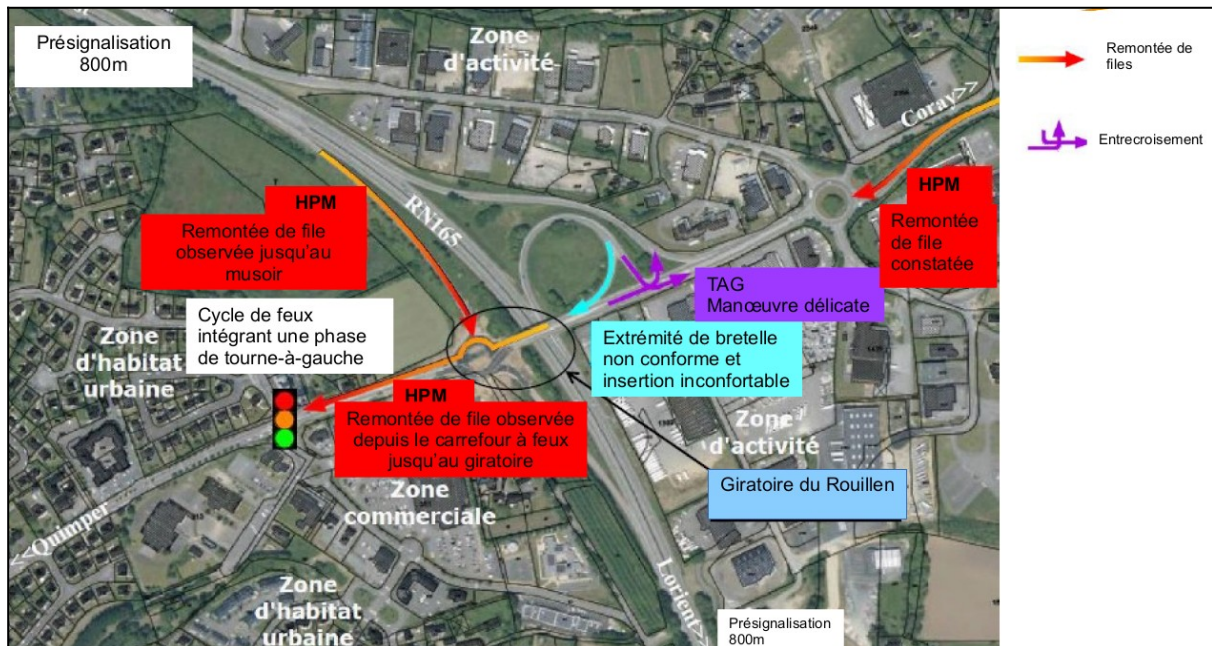 Présignalisation
800m
Zone
d'activité
Remontée de
files
Coray>>
Entrecroisement
HPM
Remontée
de file
constatée
HPM
Remontée de file
observée jusqu'au
musoir
RN165
TAG
Manœuvre délicate
Cycle de feux
intégrant une phase
de tourne-à-gauche
Zone
d'habitat
urbaine
Extrémité de bretelle
non conforme et
insertion inconfortable
HPM
Remontée de file observée
depuis le carrefour à feux
jusqu'au giratoire
Zone
d'activité
Giratoire du Rouillen
Zone
commerciale
<<Quimper
Zone
d'habitat
urbaine
Lorient>>
Présignalisation
800m